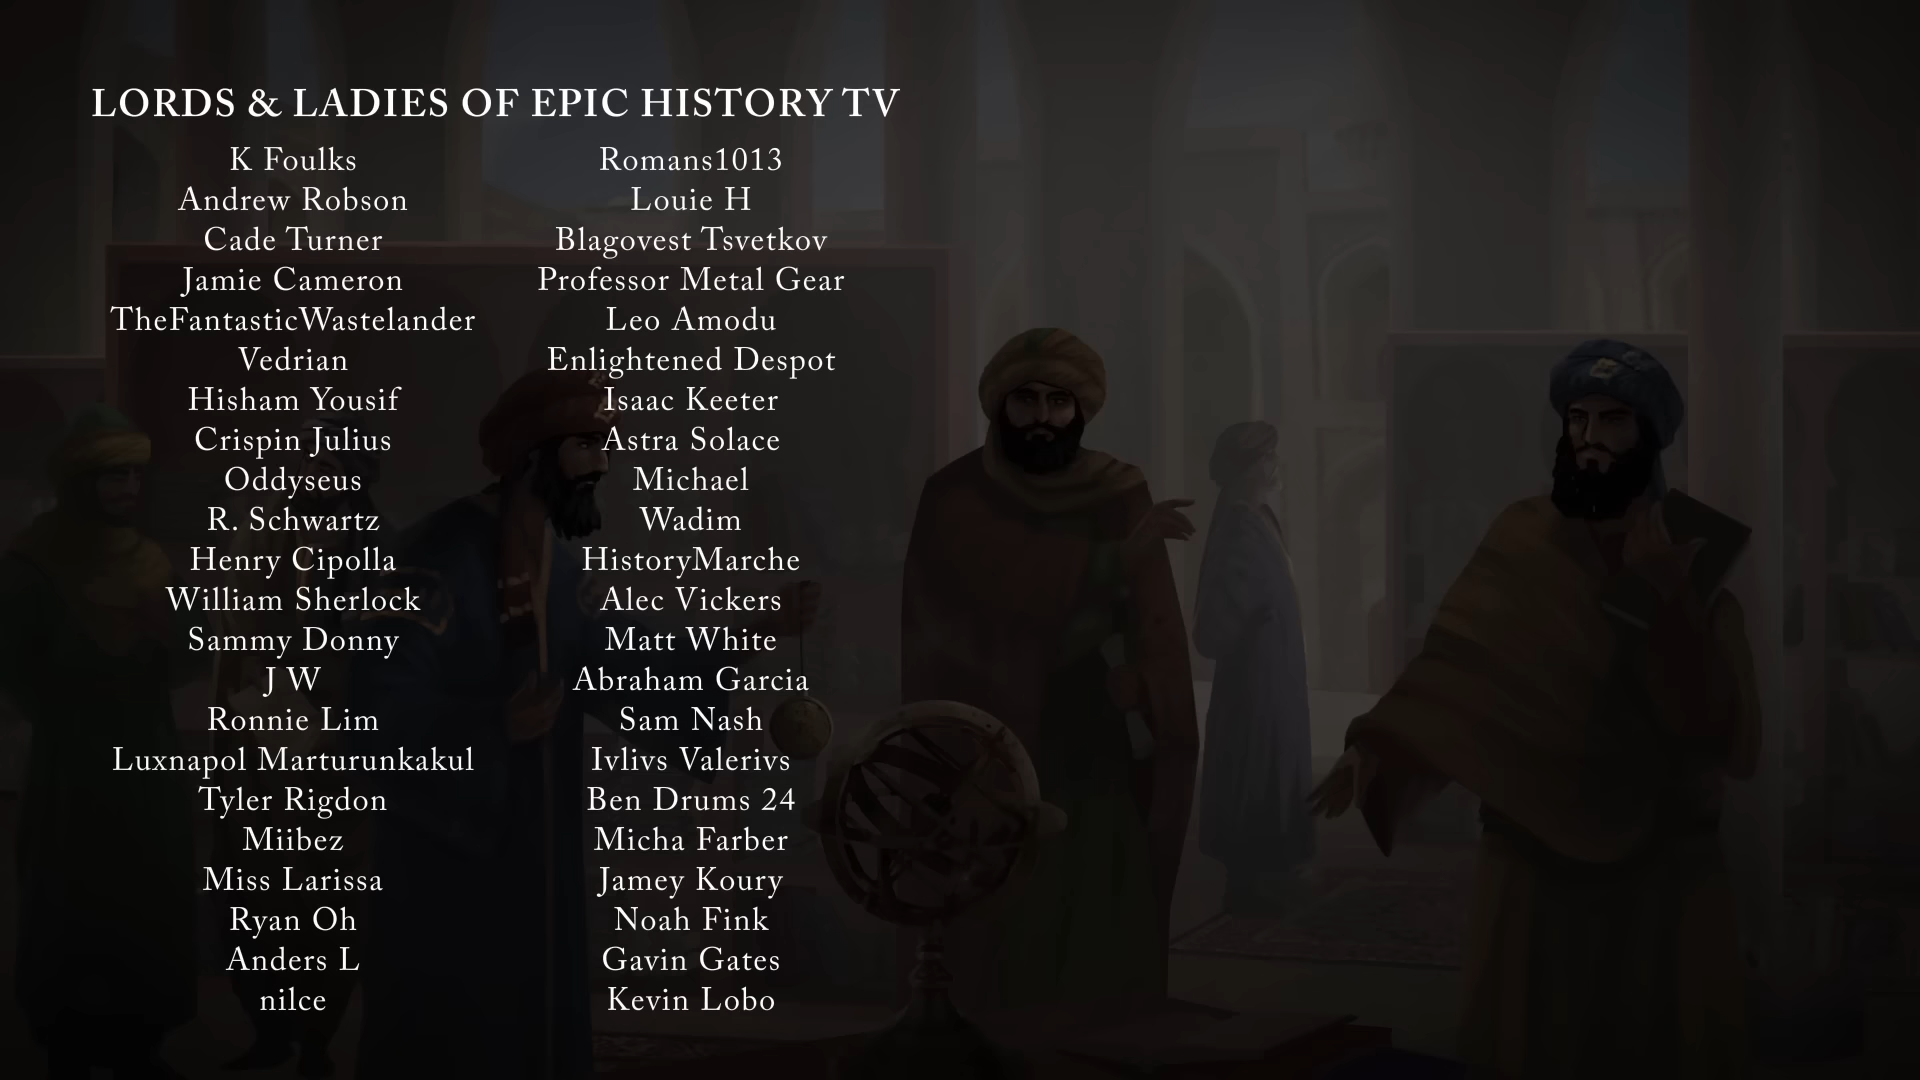 LORDS & LADIES OF EPIC HISTORY TV
K Foulks
Andrew Robson
Cade Turner
Jamie Cameron
TheFantasticWastelander
Vedrian
Hisham Yousif
Crispin Julius
Oddyseus
R. Schwartz
Henry Cipolla
William Sherlock
Sammy Donny
J W
Ronnie Lim
Luxnapol Marturunkakul
Tyler Rigdon
Miibez
Miss Larissa
Ryan Oh
Anders L
nilce
Romans1013
Louie H
Blagovest Tsvetkov
Professor Metal Gear
Leo Amodu
Enlightened Despot
Isaac Keeter
Astra Solace
Michael
Wadim
HistoryMarche
Alec Vickers
Matt White
Abraham Garcia
Sam Nash
Ivlivs Valerivs
Ben Drums 24
Micha Farber
Jamey Koury
Noah Fink
Gavin Gates
Kevin Lobo